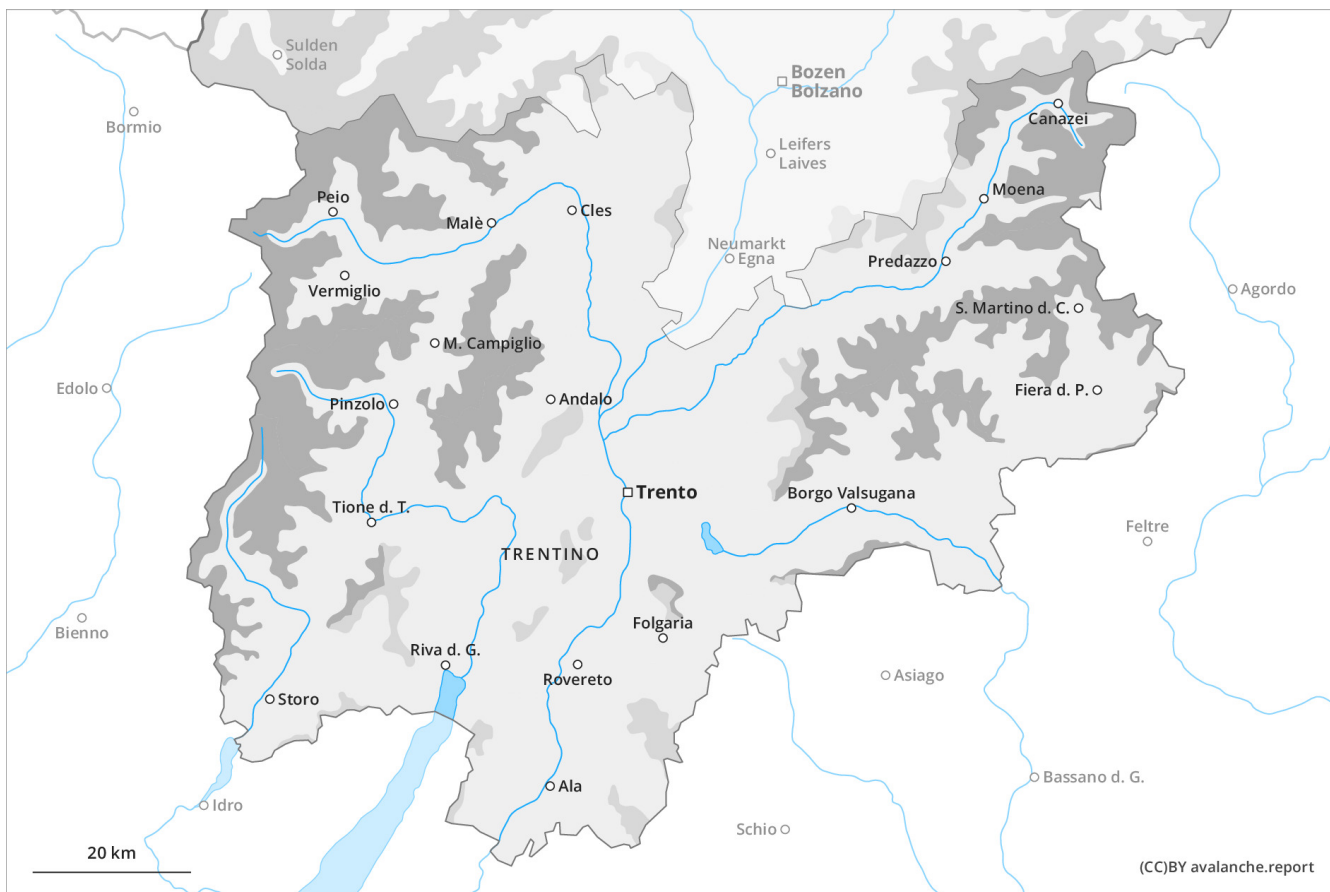 Sulden
Solda
Bozen
Bolzano
Bormio
Canazei
Leifers
Laives
Peio
Moena
Malè
Cles
Neumarkt
Egna
Predazzo
Vermiglio
Agordo
S. Martino d. C.
M. Campiglio
Edolo
Fiera d. P.
Pinzolo
Andalo
Trento
Borgo Valsugana
Tione d. T.
Feltre
TRENTINO
Bienno
Folgaria
Riva d. G.
Asiago
Rovereto
Storo
Bassano d. G.
Ala
Idro
Schio
20 km
(CC)BY avalanche.report